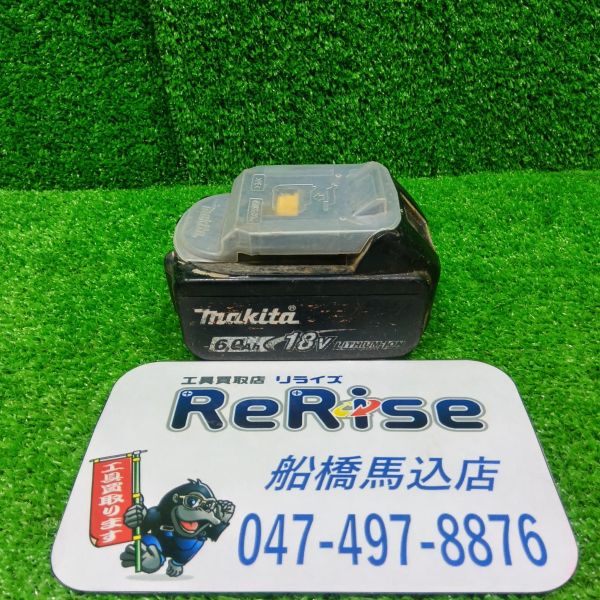 makita
makita
6.0Ah 18V LITHIUM-ION
工具買取店 リライズ
ReRise
船橋馬込店
047-497-8876
工具買取ります